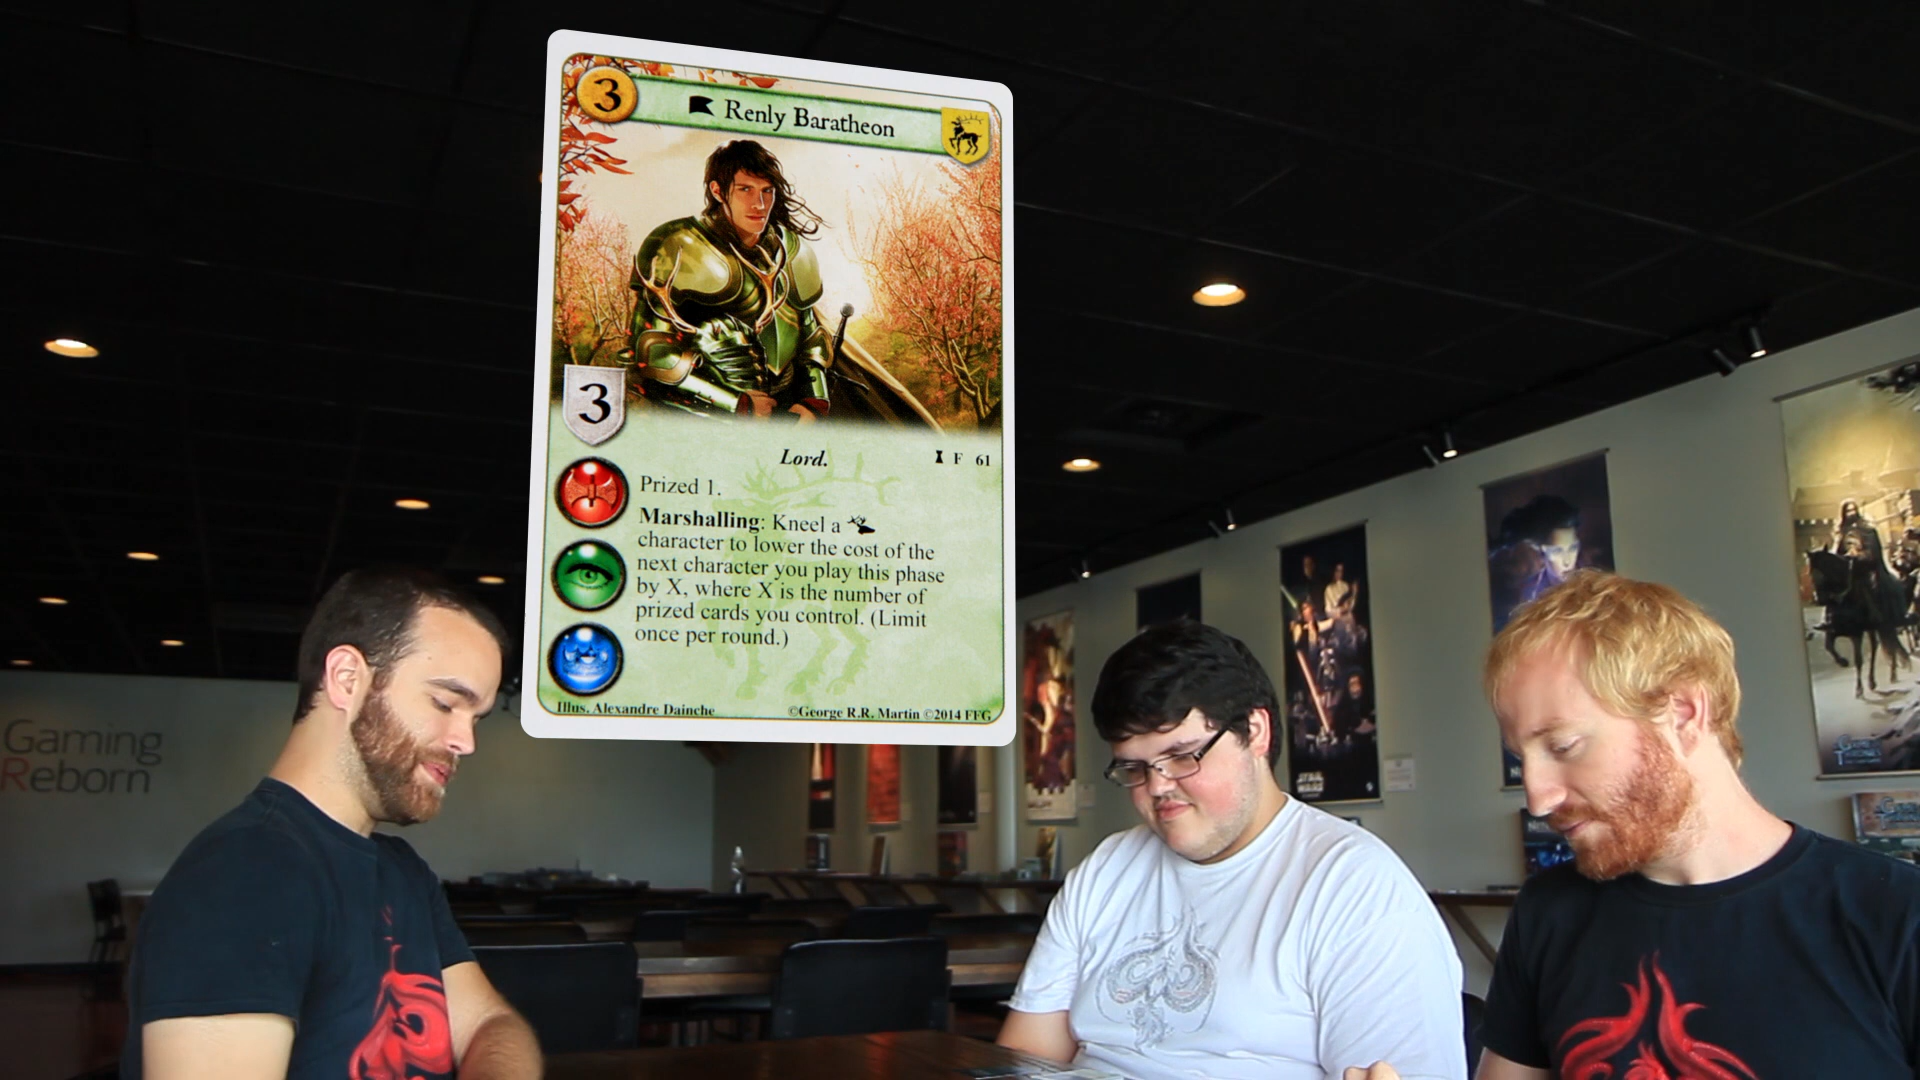 3
Renly Baratheon
3
Lord.
F 61
Prized 1.
Marshalling: Kneel a
character to lower the cost of the
next character you play this phase
by X, where X is the number of
prized cards you control. (Limit
once per round.)
Illus. Alexandre Dainche
©George R.R. Martin ©2014 FFG
Gaming
Reborn
STAR
WARS